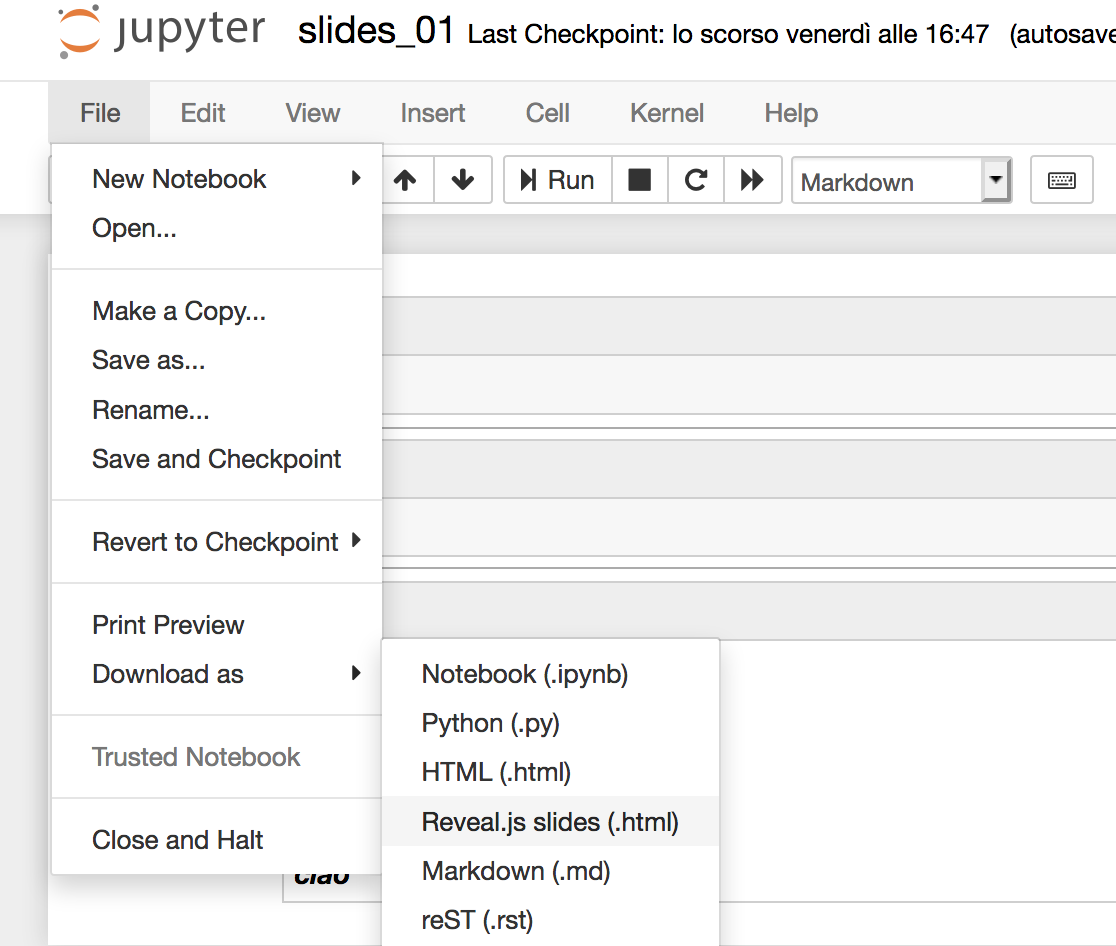 jupyter slides_01 Last Checkpoint: lo scorso venerdì alle 16:47 (autosave
File Edit View Insert Cell Kernel Help
Run Markdown
New Notebook
Open...
Make a Copy...
Save as...
Rename...
Save and Checkpoint
Revert to Checkpoint
Print Preview
Download as
Trusted Notebook
Close and Halt
Notebook (.ipynb)
Python (.py)
HTML (.html)
Reveal.js slides (.html)
Markdown (.md)
reST (.rst)
ciao